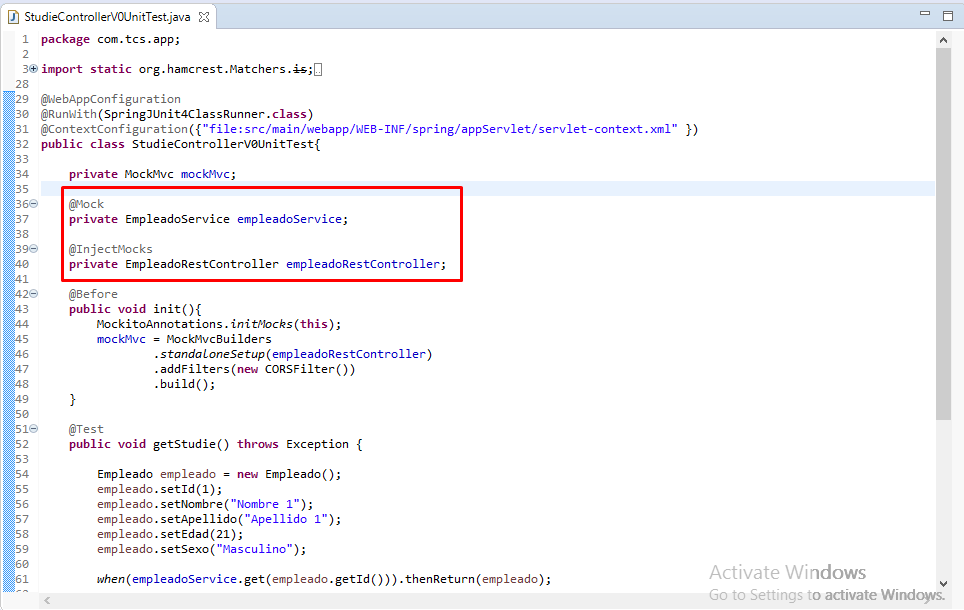 StudieControllerV0UnitTest.java
1 package com.tcs.app;
2
3 import static org.hamcrest.Matchers.is;
28
29 @WebAppConfiguration
30 @RunWith(SpringJUnit4ClassRunner.class)
31 @ContextConfiguration({"file:src/main/webapp/WEB-INF/spring/appServlet/servlet-context.xml" })
32 public class StudieControllerV0UnitTest{
33
34 private MockMvc mockMvc;
35
36 @Mock
37 private EmpleadoService empleadoService;
38
39 @InjectMocks
40 private EmpleadoRestController empleadoRestController;
41
42 @Before
43 public void init(){
44 MockitoAnnotations.initMocks(this);
45 mockMvc = MockMvcBuilders
46 .standaloneSetup(empleadoRestController)
47 .addFilters(new CORSFilter())
48 .build();
49 }
50
51 @Test
52 public void getStudie() throws Exception {
53
54 Empleado empleado = new Empleado();
55 empleado.setId(1);
56 empleado.setNombre("Nombre 1");
57 empleado.setApellido("Apellido 1");
58 empleado.setEdad(21);
59 empleado.setSexo("Masculino");
60
61 when(empleadoService.get(empleado.getId())).thenReturn(empleado);
Activate Windows
Go to Settings to activate Windows.